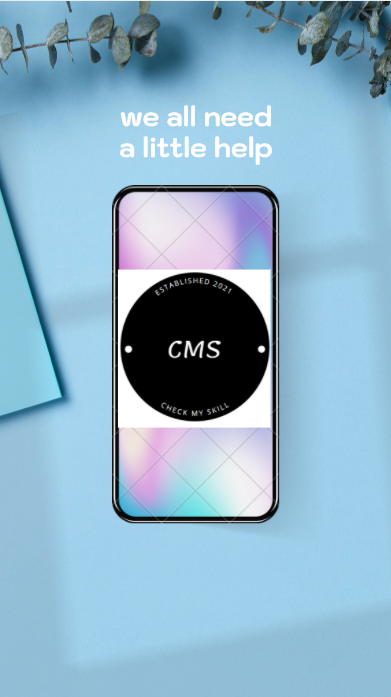 we all need
a little help
ESTABLISHED 2021
CMS
CHECK MY SKILL